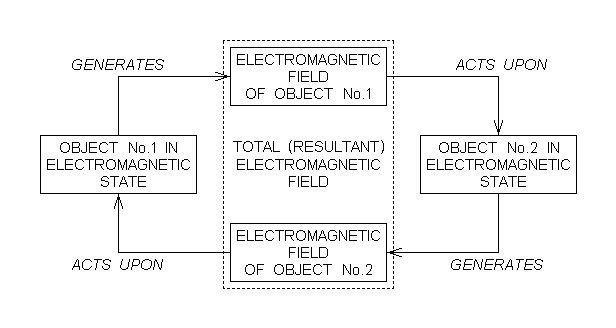 GENERATES
ELECTROMAGNETIC
FIELD
OF OBJECT No.1
ACTS UPON
OBJECT No.1 IN
ELECTROMAGNETIC
STATE
TOTAL (RESULTANT)
ELECTROMAGNETIC
FIELD
OBJECT No.2 IN
ELECTROMAGNETIC
STATE
ACTS UPON
ELECTROMAGNETIC
FIELD
OF OBJECT No.2
GENERATES